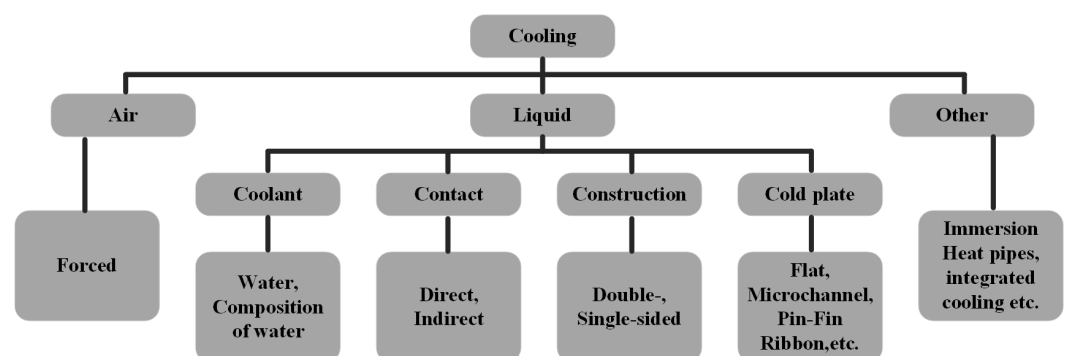 Cooling
Air
Liquid
Other
Coolant
Contact
Construction
Cold plate
Forced
Water,
Composition
of water
Direct,
Indirect
Double-,
Single-sided
Flat,
Microchannel,
Pin-Fin
Ribbon,etc.
Immersion
Heat pipes,
integrated
cooling etc.